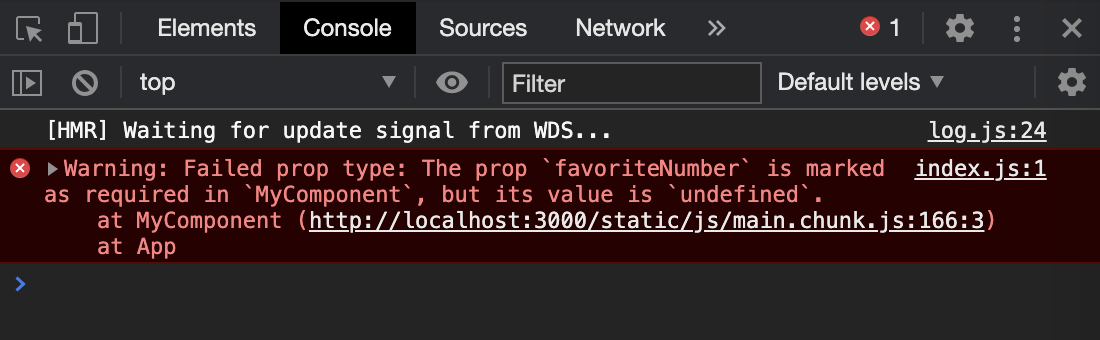 Elements Console Sources Network » 1
top Filter Default levels
[HMR] Waiting for update signal from WDS... log.js:24
Warning: Failed prop type: The prop `favoriteNumber` is marked index.js:1
as required in `MyComponent`, but its value is `undefined`.
at MyComponent (http://localhost:3000/static/js/main.chunk.js:166:3)
at App